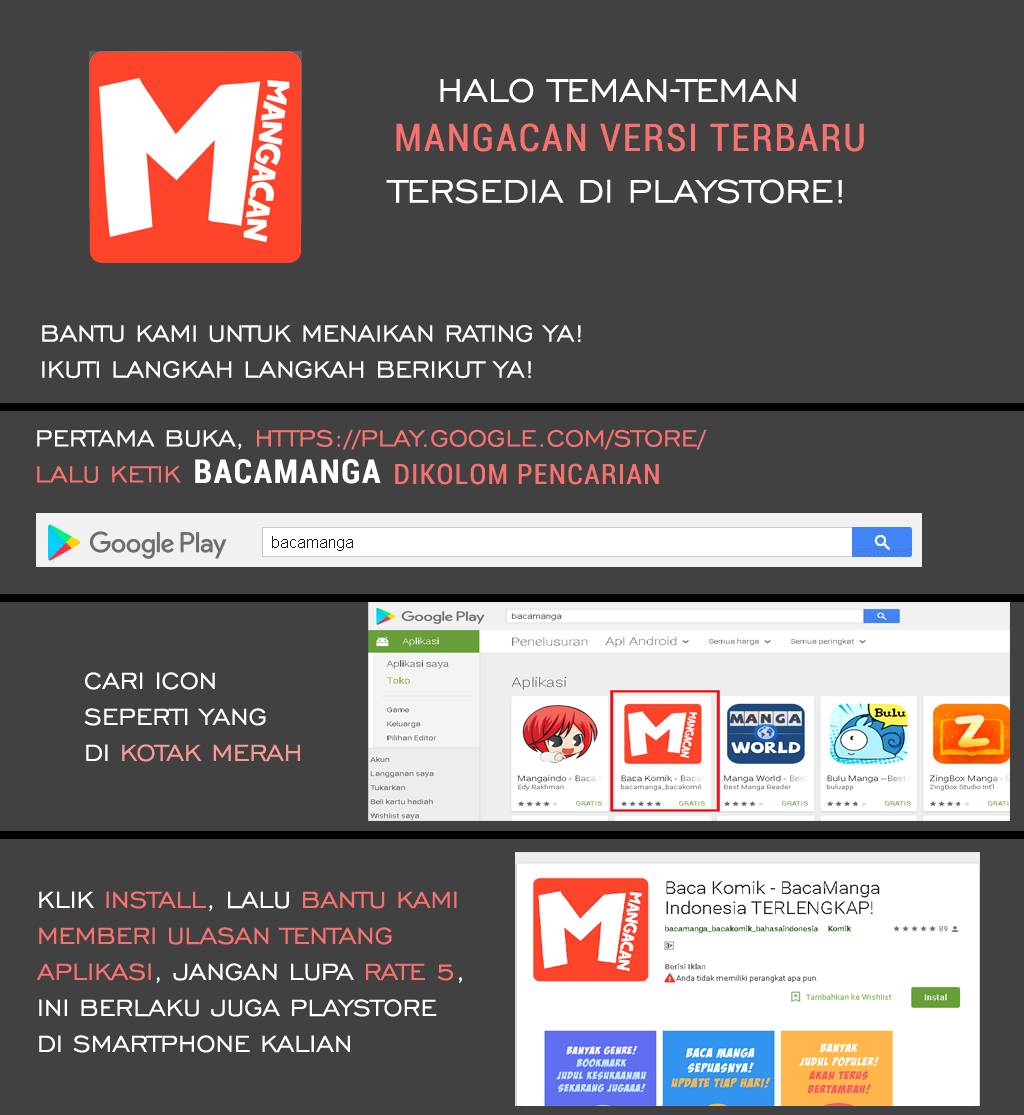 MANGACAN
HALO TEMAN-TEMAN
MANGACAN VERSI TERBARU
TERSEDIA DI PLAYSTORE!
BANTU KAMI UNTUK MENAIKAN RATING YA!
IKUTI LANGKAH LANGKAH BERIKUT YA!
PERTAMA BUKA, HTTPS://PLAY.GOOGLE.COM/STORE/
LALU KETIK BACAMANGA DIKOLOM PENCARIAN
Google Play
bacamanga
CARI ICON
SEPERTI YANG
DI KOTAK MERAH
Google Play
bacamanga
Aplikasi
Penelusuran
Apl Android
Semua harga
Semua peringkat
Aplikasi saya
Toko
Game
Keluarga
Pilihan Editor
Akun
Langganan saya
Tukarkan
Beli kartu hadiah
Wishlist saya
Aplikasi
Mangaindo - Baca
Edy Rakhman
GRATIS
M MANGACAN
Baca Komik - Baca
bacamanga_bacakomik
GRATIS
MANGA
WORLD
Manga World - Bes
Best Manga Reader
GRATIS
Bulu
Bulu Manga --Best
buluapp
GRATIS
Z
ZingBox Manga - 
ZingBox Studio Int'l
GRATI
KLIK INSTALL, LALU BANTU KAMI
MEMBERI ULASAN TENTANG
APLIKASI, JANGAN LUPA RATE 5,
INI BERLAKU JUGA PLAYSTORE
DI SMARTPHONE KALIAN
M MANGACAN
Baca Komik - BacaManga
Indonesia TERLENGKAP!
bacamanga_bacakomik_bahasaindonesia Komik
89
3+
Berisi Iklan
Anda tidak memiliki perangkat apa pun.
Tambahkan ke Wishlist
Instal
BANYAK GENRE!
BOOKMARK
JUDUL KESUKAANMU
SEKARANG JUGAAA!
BACA MANGA
SEPUASNYA!
UPDATE TIAP HARI!
BANYAK
JUDUL POPULER!
AKAN TERUS
BERTAMBAH!